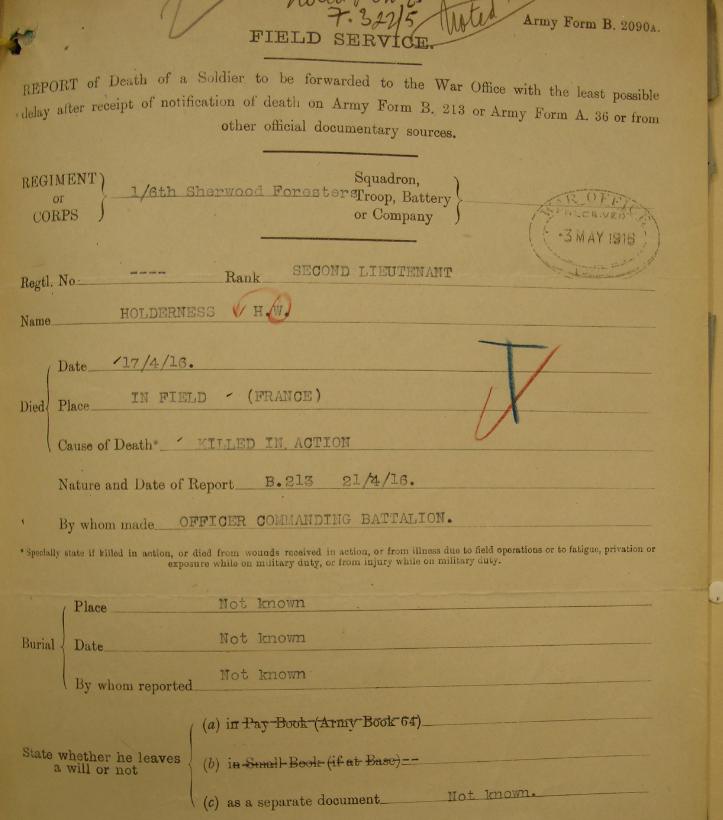 F. 322/5 Noted
Army Form B. 2090A.
FIELD SERVICE.
REPORT of Death of a Soldier to be forwarded to the War Office with the least possible
delay after receipt of notification of death on Army Form B. 213 or Army Form A. 36 or from
other official documentary sources.
REGIMENT or CORPS } 1/6th Sherwood Foresters Squadron, Troop, Battery or Company }
WAR OFFICE
RECEIVED
3 MAY 1916
Regtl. No. ---- Rank SECOND LIEUTENANT
Name HOLDERNESS H.W.
Died { Date 17/4/16.
Place IN FIELD (FRANCE)
Cause of Death* KILLED IN ACTION
Nature and Date of Report B.213 21/4/16.
By whom made OFFICER COMMANDING BATTALION.
* Specially state if killed in action, or died from wounds received in action, or from illness due to field operations or to fatigue, privation or
exposure while on military duty, or from injury while on military duty.
Burial { Place Not known
Date Not known
By whom reported Not known
State whether he leaves a will or not { (a) in Pay Book (Army Book 64)
(b) in Small Book (if at Base)--
(c) as a separate document Not known.